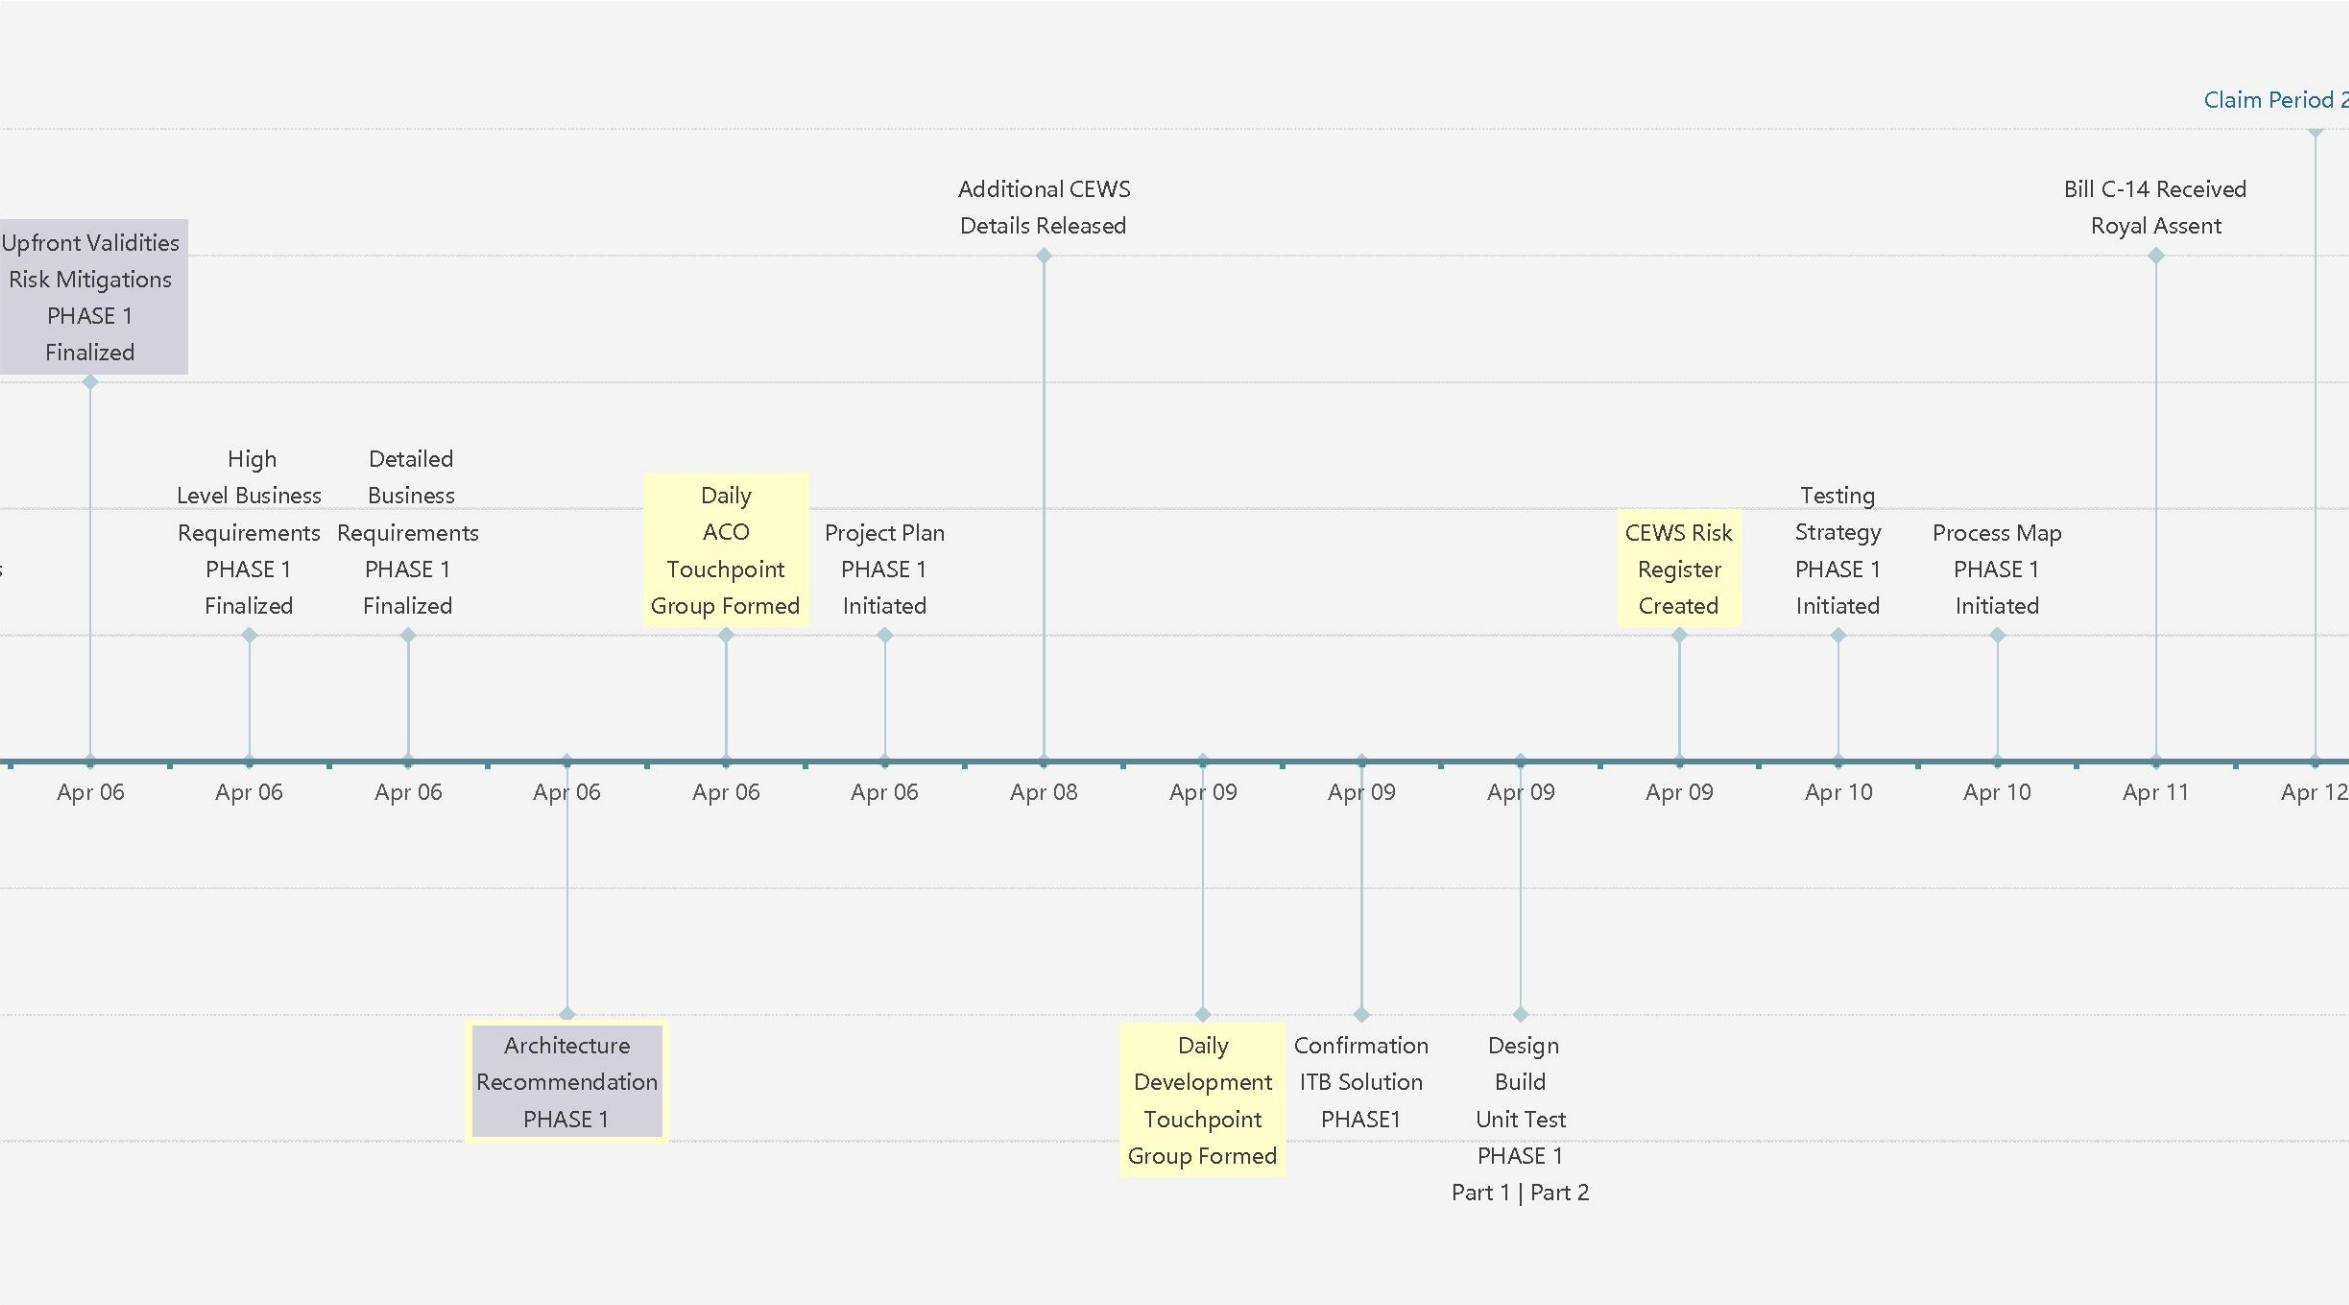 Claim Period 2
Additional CEWS
Details Released
Bill C-14 Received
Royal Assent
Upfront Validities
Risk Mitigations
PHASE 1
Finalized
High
Level Business
Requirements
PHASE 1
Finalized
Detailed
Business
Requirements
PHASE 1
Finalized
Daily
ACO
Touchpoint
Group Formed
Project Plan
PHASE 1
Initiated
CEWS Risk
Register
Created
Testing
Strategy
PHASE 1
Initiated
Process Map
PHASE 1
Initiated
Apr 06
Apr 06
Apr 06
Apr 06
Apr 06
Apr 06
Apr 08
Apr 09
Apr 09
Apr 09
Apr 09
Apr 10
Apr 10
Apr 11
Apr 12
Architecture
Recommendation
PHASE 1
Daily
Development
Touchpoint
Group Formed
Confirmation
ITB Solution
PHASE1
Design
Build
Unit Test
PHASE 1
Part 1 | Part 2